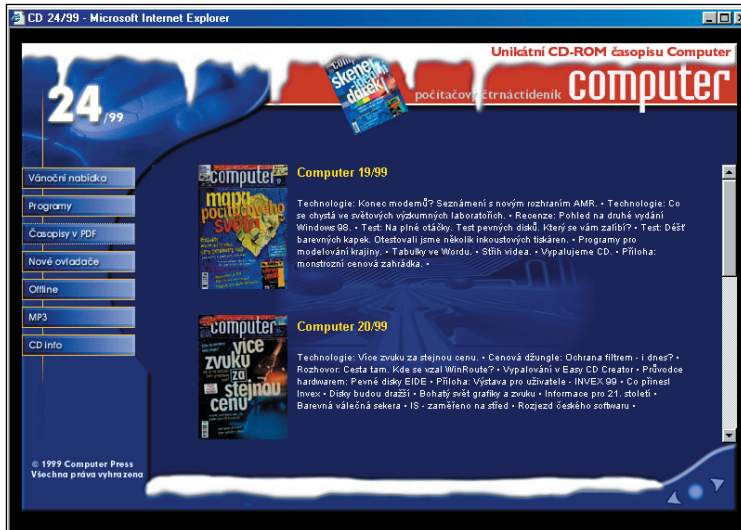 CD 24/99 - Microsoft Internet Explorer
Unikátní CD-ROM časopisu Computer
počítačový čtrnáctideník computer
skener
digitální
dárek!
24/99
Vánoční nabídka
Programy
Časopisy v PDF
Nové ovladače
Offline
MP3
CD info
computer
mapa
počítačového
světa
Computer 19/99
Technologie: Konec modemů? Seznámení s novým rozhraním AMR. • Technologie: Co
se chystá ve světových výzkumných laboratořích. • Recenze: Pohled na druhé vydání
Windows 98. • Test: Na plné otáčky. Test pevných disků. Který se vám zalíbí? • Test: Déšť
barevných kapek. Otestovali jsme několik inkoustových tiskáren. • Programy pro
modelování krajiny. • Tabulky ve Wordu. • Střih videa. • Vypalujeme CD. • Příloha:
monstrozní cenová zahrádka. •
computer
více
zvuku
za
stejnou
cenu
Computer 20/99
Technologie: Více zvuku za stejnou cenu. • Cenová džungle: Ochrana filtrem - i dnes? •
Rozhovor: Cesta tam. Kde se vzal WinRoute? • Vypalování v Easy CD Creator • Průvodce
hardwarem: Pevné disky EIDE • Příloha: Výstava pro uživatele - INVEX 99 • Co přinesl
Invex • Disky budou dražší • Bohatý svět grafiky a zvuku • Informace pro 21. století •
Barevná válečná sekera • IS - zaměřeno na střed • Rozjezd českého softwaru •
© 1999 Computer Press
Všechna práva vyhrazena